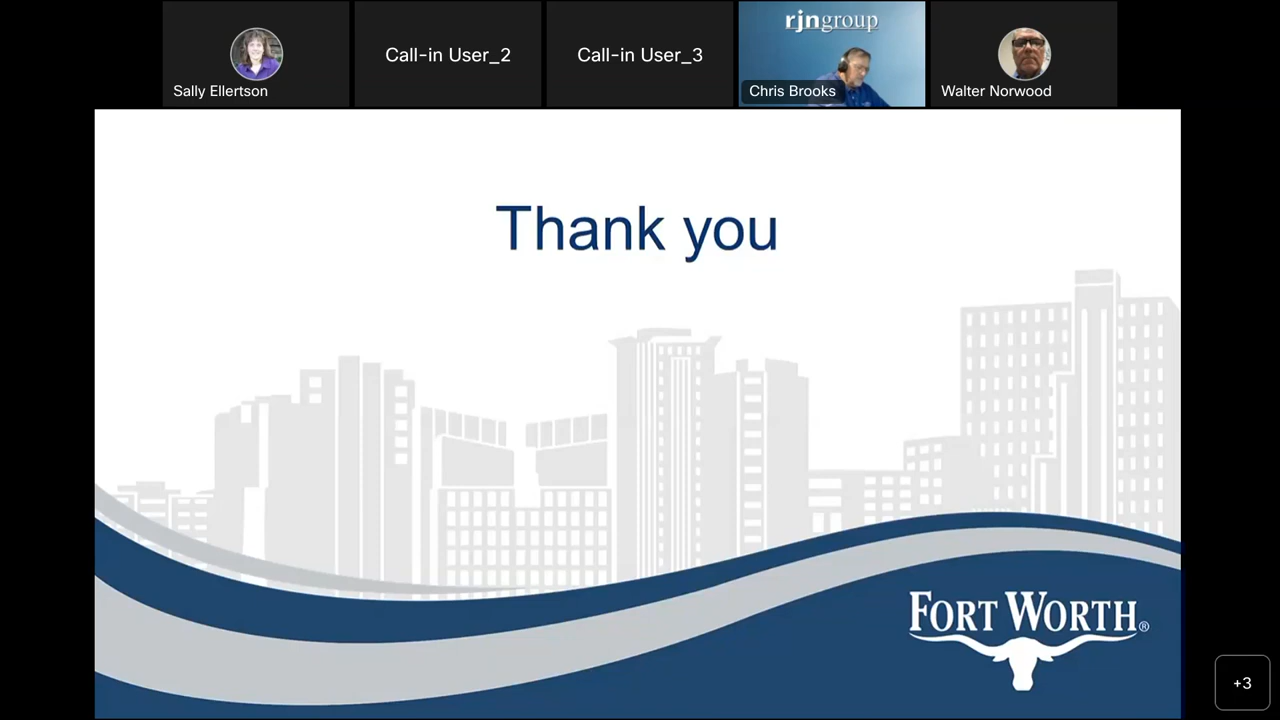 rjngroup
Sally Ellertson
Call-in User_2
Call-in User_3
Chris Brooks
Walter Norwood
Thank you
FORT WORTH®
+3